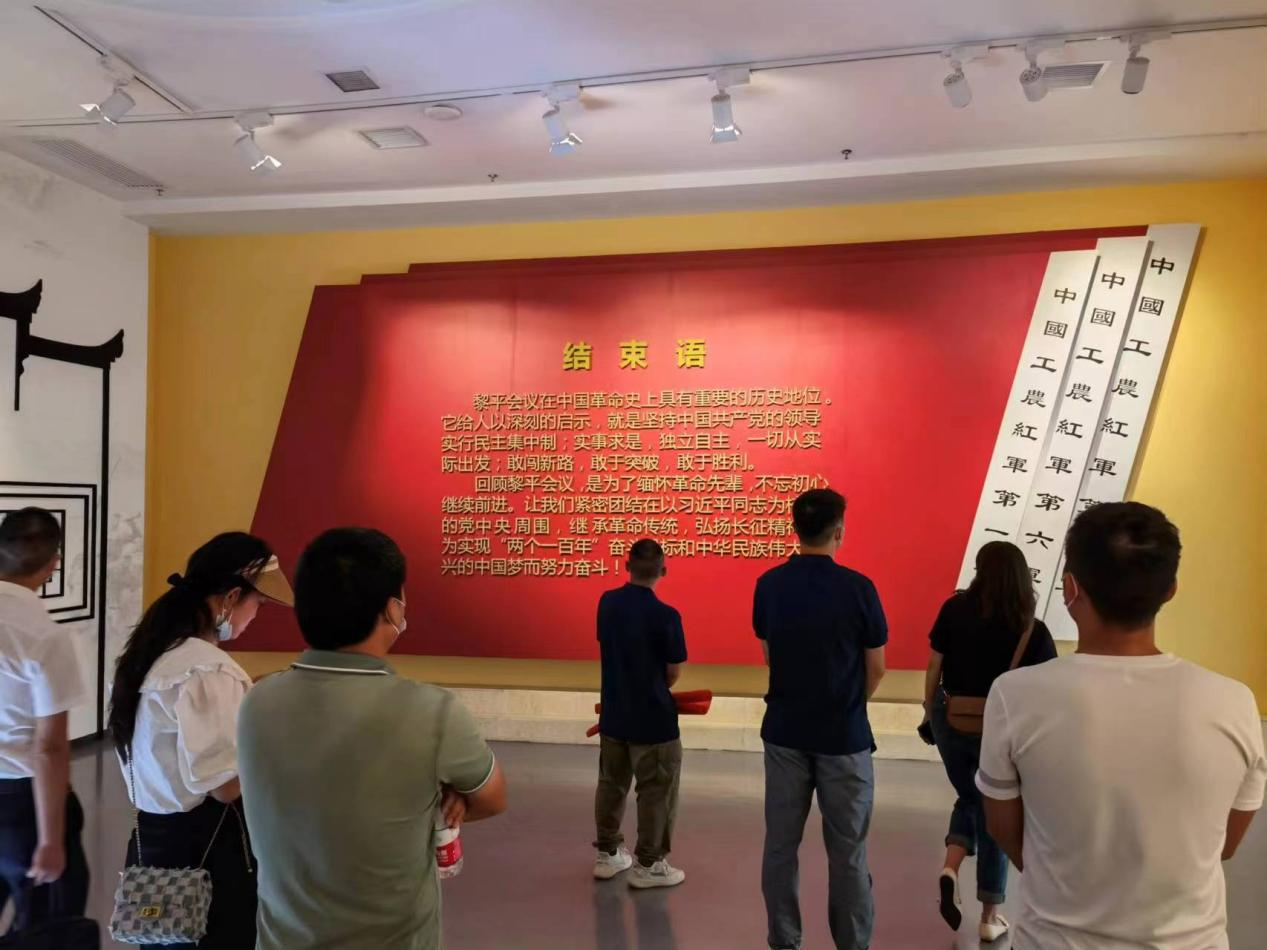 结束语
黎平会议在中国革命史上具有重要的历史地位。
它给人以深刻的启示，就是坚持中国共产党的领导
实行民主集中制；实事求是，独立自主，一切从实
际出发；敢闯新路，敢于突破，敢于胜利。
回顾黎平会议，是为了缅怀革命先辈，不忘初心
继续前进。让我们紧密团结在以习近平同志为
的党中央周围，继承革命传统，弘扬长征精
为实现“两个一百年”奋 标和中华民族伟大
兴的中国梦而努力奋斗！
中國工農紅軍第一
中國工農紅軍第六軍
中國工農紅軍第